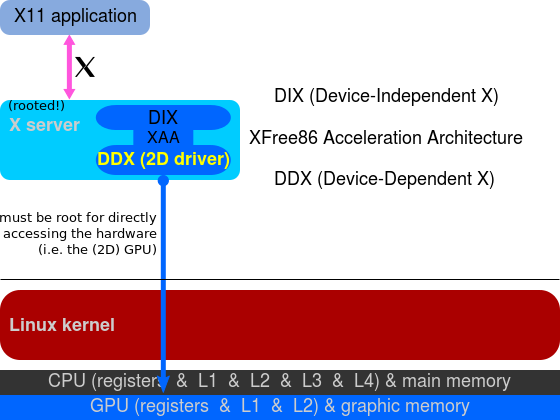 X11 application
X
(rooted!)
X server
DIX
XAA
DDX (2D driver)
DIX (Device-Independent X)
XFree86 Acceleration Architecture
DDX (Device-Dependent X)
must be root for directly
accessing the hardware
(i.e. the (2D) GPU)
Linux kernel
CPU (registers & L1 & L2 & L3 & L4) & main memory
GPU (registers & L1 & L2) & graphic memory